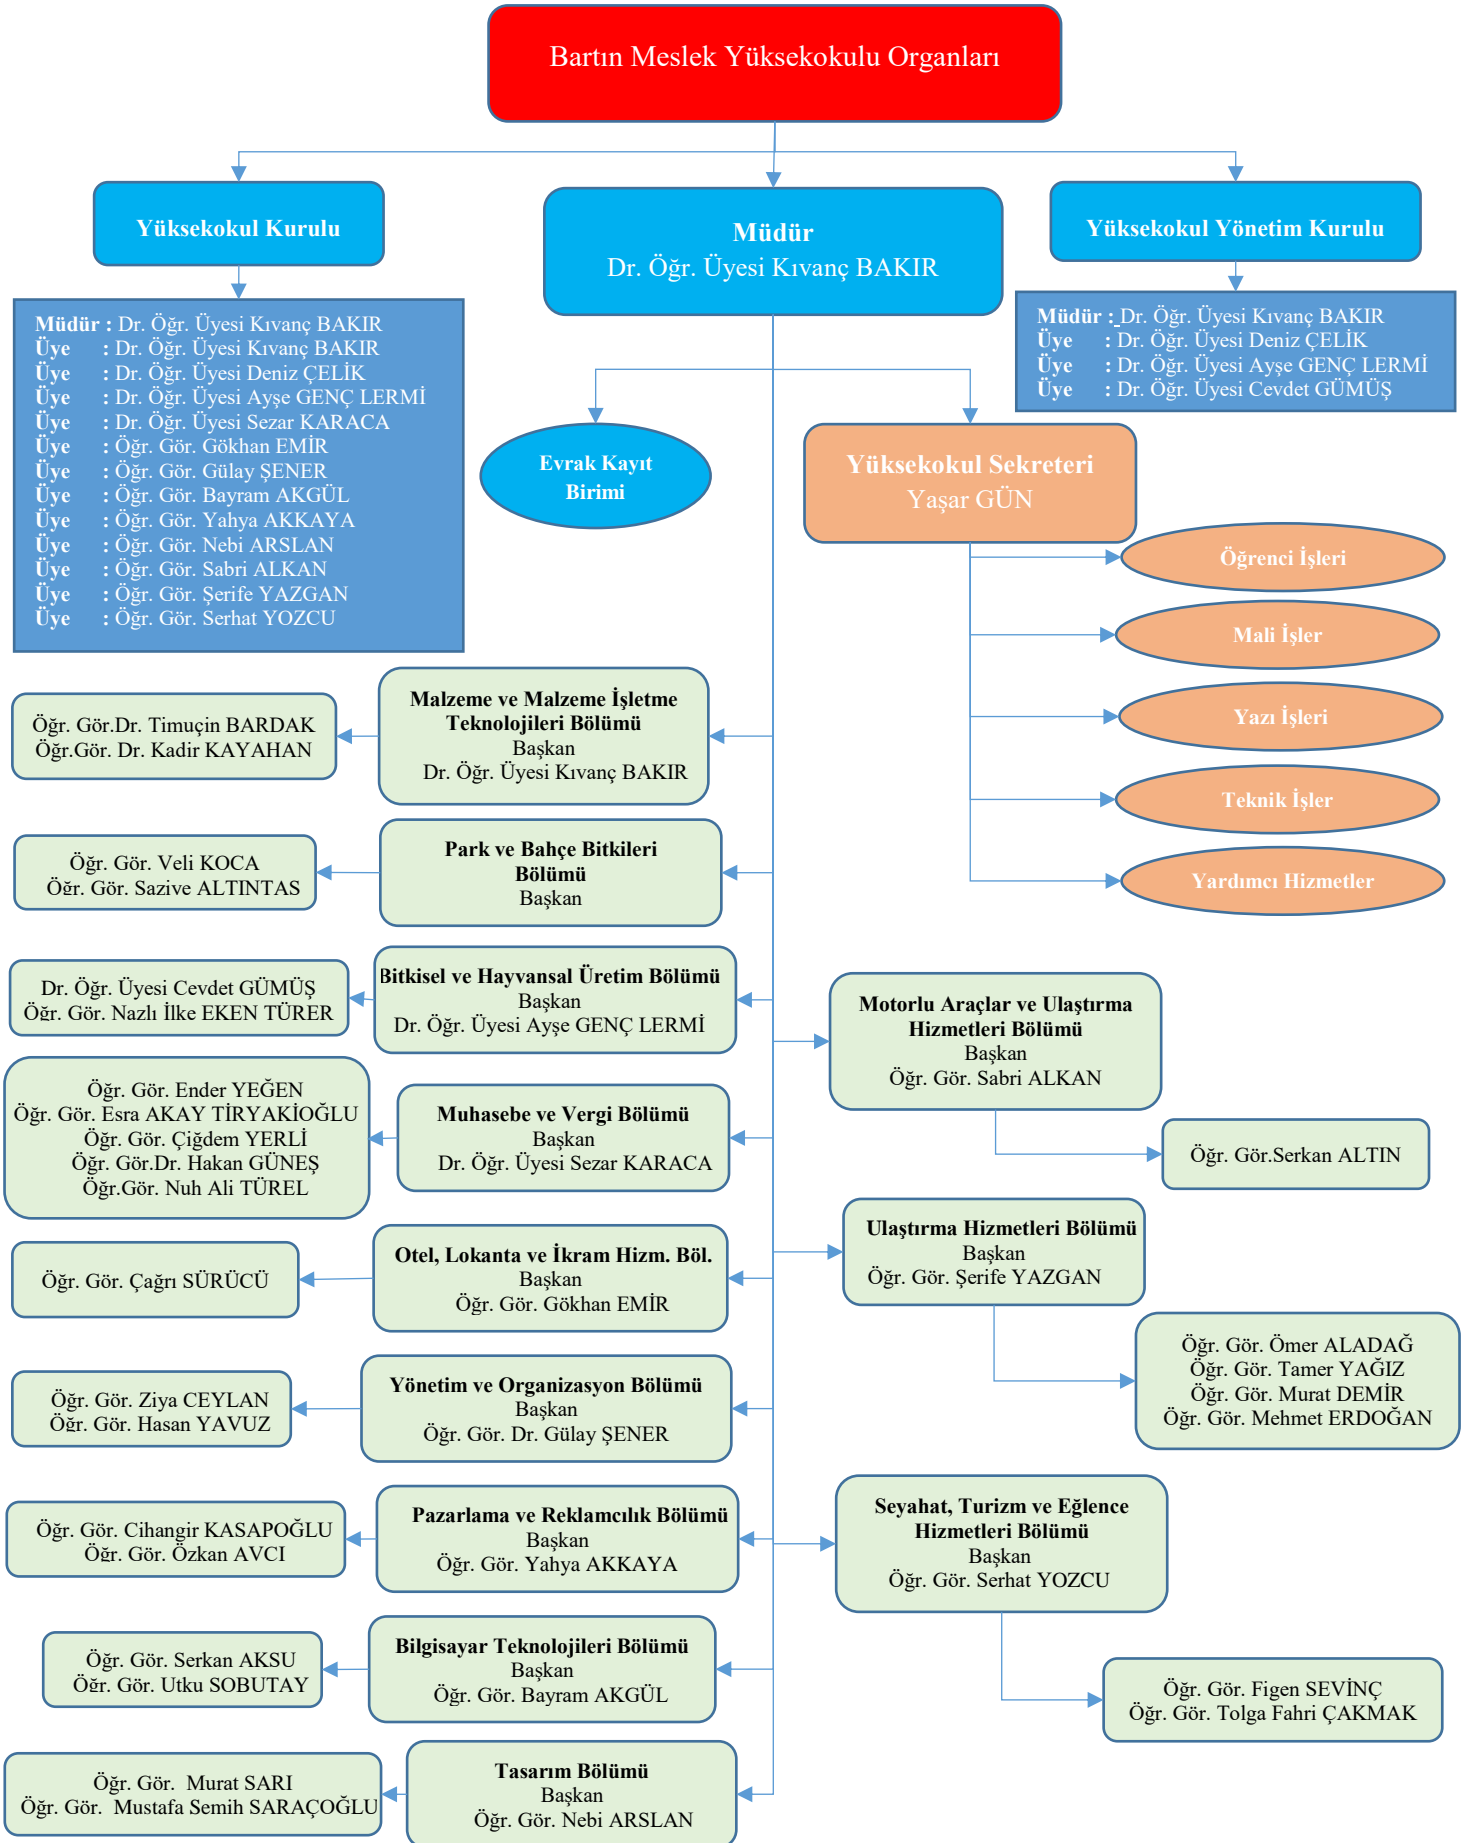 Bartın Meslek Yüksekokulu Organları
Yüksekokul Kurulu
Müdür
Dr. Öğr. Üyesi Kıvanç BAKIR
Yüksekokul Yönetim Kurulu
Müdür : Dr. Öğr. Üyesi Kıvanç BAKIR
Üye : Dr. Öğr. Üyesi Kıvanç BAKIR
Üye : Dr. Öğr. Üyesi Deniz ÇELİK
Üye : Dr. Öğr. Üyesi Ayşe GENÇ LERMİ
Üye : Dr. Öğr. Üyesi Sezar KARACA
Üye : Öğr. Gör. Gökhan EMİR
Üye : Öğr. Gör. Gülay ŞENER
Üye : Öğr. Gör. Bayram AKGÜL
Üye : Öğr. Gör. Yahya AKKAYA
Üye : Öğr. Gör. Nebi ARSLAN
Üye : Öğr. Gör. Sabri ALKAN
Üye : Öğr. Gör. Şerife YAZGAN
Üye : Öğr. Gör. Serhat YOZCU
Müdür : Dr. Öğr. Üyesi Kıvanç BAKIR
Üye : Dr. Öğr. Üyesi Deniz ÇELİK
Üye : Dr. Öğr. Üyesi Ayşe GENÇ LERMİ
Üye : Dr. Öğr. Üyesi Cevdet GÜMÜŞ
Evrak Kayıt
Birimi
Yüksekokul Sekreteri
Yaşar GÜN
Öğrenci İşleri
Mali İşler
Yazı İşleri
Teknik İşler
Yardımcı Hizmetler
Malzeme ve Malzeme İşletme
Teknolojileri Bölümü
Başkan
Dr. Öğr. Üyesi Kıvanç BAKIR
Öğr. Gör.Dr. Timuçin BARDAK
Öğr.Gör. Dr. Kadir KAYAHAN
Park ve Bahçe Bitkileri
Bölümü
Başkan
Öğr. Gör. Veli KOCA
Öğr. Gör. Sazive ALTINTAS
Bitkisel ve Hayvansal Üretim Bölümü
Başkan
Dr. Öğr. Üyesi Ayşe GENÇ LERMİ
Dr. Öğr. Üyesi Cevdet GÜMÜŞ
Öğr. Gör. Nazlı İlke EKEN TÜRER
Muhasebe ve Vergi Bölümü
Başkan
Dr. Öğr. Üyesi Sezar KARACA
Öğr. Gör. Ender YEĞEN
Öğr. Gör. Esra AKAY TİRYAKİOĞLU
Öğr. Gör. Çiğdem YERLİ
Öğr. Gör.Dr. Hakan GÜNEŞ
Öğr.Gör. Nuh Ali TÜREL
Otel, Lokanta ve İkram Hizm. Böl.
Başkan
Öğr. Gör. Gökhan EMİR
Öğr. Gör. Çağrı SÜRÜCÜ
Yönetim ve Organizasyon Bölümü
Başkan
Öğr. Gör. Dr. Gülay ŞENER
Öğr. Gör. Ziya CEYLAN
Öğr. Gör. Hasan YAVUZ
Pazarlama ve Reklamcılık Bölümü
Başkan
Öğr. Gör. Yahya AKKAYA
Öğr. Gör. Cihangir KASAPOĞLU
Öğr. Gör. Özkan AVCI
Bilgisayar Teknolojileri Bölümü
Başkan
Öğr. Gör. Bayram AKGÜL
Öğr. Gör. Serkan AKSU
Öğr. Gör. Utku SOBUTAY
Tasarım Bölümü
Başkan
Öğr. Gör. Nebi ARSLAN
Öğr. Gör. Murat SARI
Öğr. Gör. Mustafa Semih SARAÇOĞLU
Motorlu Araçlar ve Ulaştırma
Hizmetleri Bölümü
Başkan
Öğr. Gör. Sabri ALKAN
Öğr. Gör.Serkan ALTIN
Ulaştırma Hizmetleri Bölümü
Başkan
Öğr. Gör. Şerife YAZGAN
Öğr. Gör. Ömer ALADAĞ
Öğr. Gör. Tamer YAĞIZ
Öğr. Gör. Murat DEMİR
Öğr. Gör. Mehmet ERDOĞAN
Seyahat, Turizm ve Eğlence
Hizmetleri Bölümü
Başkan
Öğr. Gör. Serhat YOZCU
Öğr. Gör. Figen SEVİNÇ
Öğr. Gör. Tolga Fahri ÇAKMAK